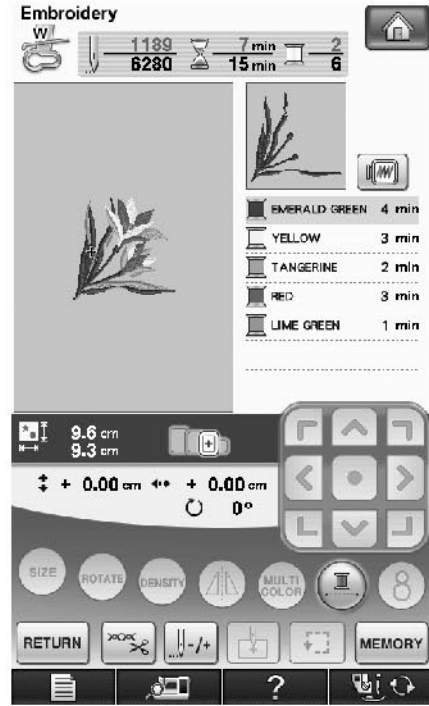 Embroidery
W
1189 7 min 2
6280 15 min 6
EMERALD GREEN 4 min
YELLOW 3 min
TANGERINE 2 min
RED 3 min
LIME GREEN 1 min
9.6 cm
9.3 cm
+ 0.00 cm + 0.00 cm
0°
SIZE ROTATE DENSITY MULTI COLOR 8
RETURN -/+ MEMORY
?